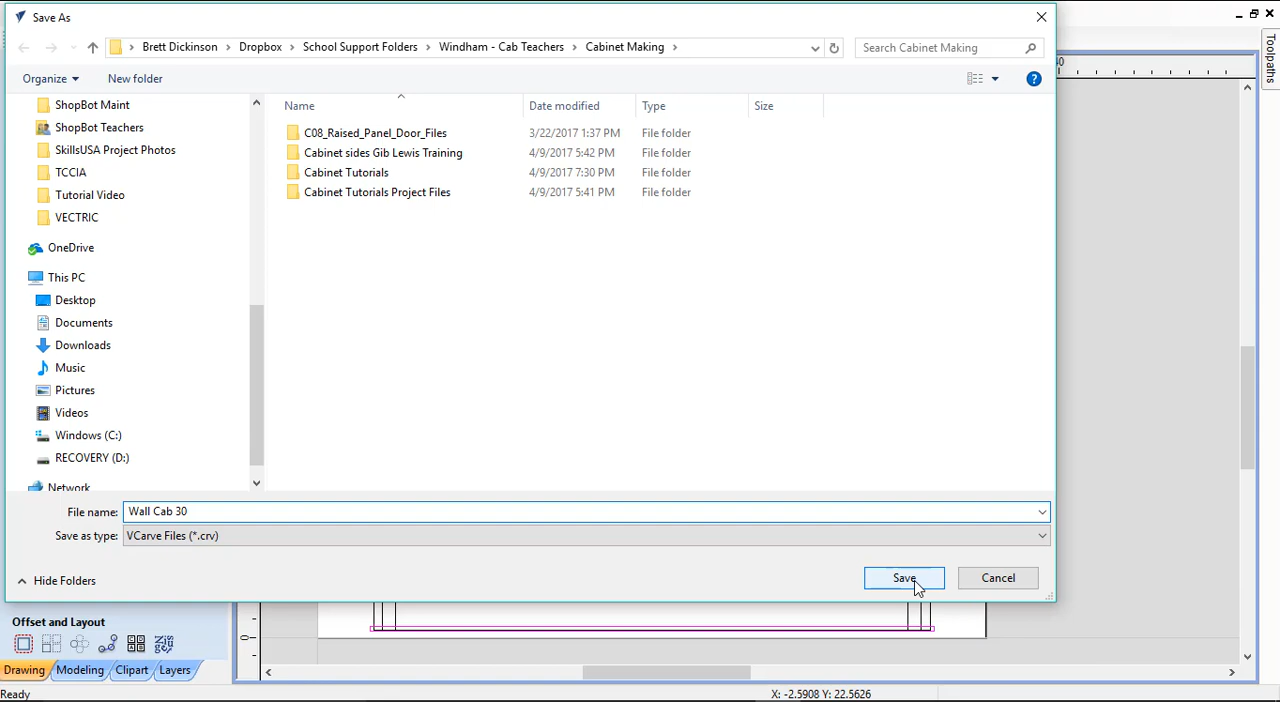 Save As
Brett Dickinson > Dropbox > School Support Folders > Windham - Cab Teachers > Cabinet Making >
Search Cabinet Making
Organize
New folder
ShopBot Maint
ShopBot Teachers
SkillsUSA Project Photos
TCCIA
Tutorial Video
VECTRIC
OneDrive
This PC
Desktop
Documents
Downloads
Music
Pictures
Videos
Windows (C:)
RECOVERY (D:)
Network
Name Date modified Type Size
C08_Raised_Panel_Door_Files 3/22/2017 1:37 PM File folder
Cabinet sides Gib Lewis Training 4/9/2017 5:42 PM File folder
Cabinet Tutorials 4/9/2017 7:30 PM File folder
Cabinet Tutorials Project Files 4/9/2017 5:41 PM File folder
File name: Wall Cab 30
Save as type: VCarve Files (*.crv)
Hide Folders
Save
Cancel
Toolpaths
Offset and Layout
0
Drawing Modeling Clipart Layers
Ready
X: -2.5908 Y: 22.5626